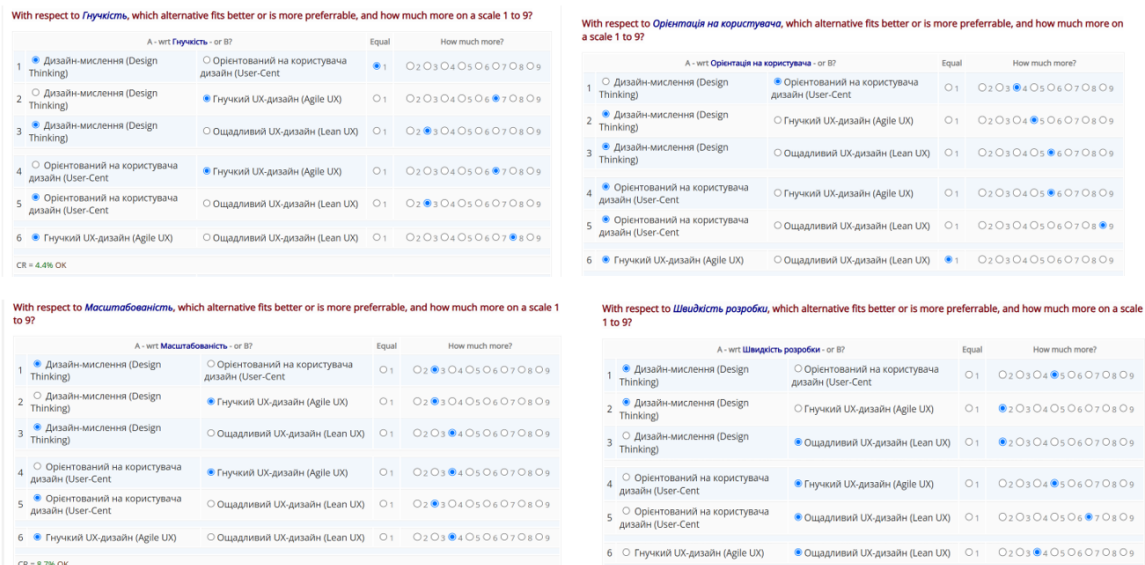 With respect to Гнучкість, which alternative fits better or is more preferrable, and how much more on a scale 1 to 9?
A - wrt Гнучкість - or B? Equal How much more?
1 Дизайн-мислення (Design Орієнтований на користувача 1 2 3 4 5 6 7 8 9
Thinking) дизайн (User-Cent
2 Дизайн-мислення (Design Гнучкий UX-дизайн (Agile UX) 1 2 3 4 5 6 7 8 9
Thinking)
3 Дизайн-мислення (Design Ощадливий UX-дизайн (Lean UX) 1 2 3 4 5 6 7 8 9
Thinking)
4 Орієнтований на користувача Гнучкий UX-дизайн (Agile UX) 1 2 3 4 5 6 7 8 9
дизайн (User-Cent
5 Орієнтований на користувача Ощадливий UX-дизайн (Lean UX) 1 2 3 4 5 6 7 8 9
дизайн (User-Cent
6 Гнучкий UX-дизайн (Agile UX) Ощадливий UX-дизайн (Lean UX) 1 2 3 4 5 6 7 8 9
CR = 4.4% OK
With respect to Орієнтація на користувача, which alternative fits better or is more preferrable, and how much more on
a scale 1 to 9?
A - wrt Орієнтація на користувача - or B? Equal How much more?
1 Дизайн-мислення (Design Орієнтований на користувача 1 2 3 4 5 6 7 8 9
Thinking) дизайн (User-Cent
2 Дизайн-мислення (Design Гнучкий UX-дизайн (Agile UX) 1 2 3 4 5 6 7 8 9
Thinking)
3 Дизайн-мислення (Design Ощадливий UX-дизайн (Lean UX) 1 2 3 4 5 6 7 8 9
Thinking)
4 Орієнтований на користувача Гнучкий UX-дизайн (Agile UX) 1 2 3 4 5 6 7 8 9
дизайн (User-Cent
5 Орієнтований на користувача Ощадливий UX-дизайн (Lean UX) 1 2 3 4 5 6 7 8 9
дизайн (User-Cent
6 Гнучкий UX-дизайн (Agile UX) Ощадливий UX-дизайн (Lean UX) 1 2 3 4 5 6 7 8 9
With respect to Масштабованість, which alternative fits better or is more preferrable, and how much more on a scale 1
to 9?
A - wrt Масштабованість - or B? Equal How much more?
1 Дизайн-мислення (Design Орієнтований на користувача 1 2 3 4 5 6 7 8 9
Thinking) дизайн (User-Cent
2 Дизайн-мислення (Design Гнучкий UX-дизайн (Agile UX) 1 2 3 4 5 6 7 8 9
Thinking)
3 Дизайн-мислення (Design Ощадливий UX-дизайн (Lean UX) 1 2 3 4 5 6 7 8 9
Thinking)
4 Орієнтований на користувача Гнучкий UX-дизайн (Agile UX) 1 2 3 4 5 6 7 8 9
дизайн (User-Cent
5 Орієнтований на користувача Ощадливий UX-дизайн (Lean UX) 1 2 3 4 5 6 7 8 9
дизайн (User-Cent
6 Гнучкий UX-дизайн (Agile UX) Ощадливий UX-дизайн (Lean UX) 1 2 3 4 5 6 7 8 9
CR = 8.7% OK
With respect to Швидкість розробки, which alternative fits better or is more preferrable, and how much more on a scale
1 to 9?
A - wrt Швидкість розробки - or B? Equal How much more?
1 Дизайн-мислення (Design Орієнтований на користувача 1 2 3 4 5 6 7 8 9
Thinking) дизайн (User-Cent
2 Дизайн-мислення (Design Гнучкий UX-дизайн (Agile UX) 1 2 3 4 5 6 7 8 9
Thinking)
3 Дизайн-мислення (Design Ощадливий UX-дизайн (Lean UX) 1 2 3 4 5 6 7 8 9
Thinking)
4 Орієнтований на користувача Гнучкий UX-дизайн (Agile UX) 1 2 3 4 5 6 7 8 9
дизайн (User-Cent
5 Орієнтований на користувача Ощадливий UX-дизайн (Lean UX) 1 2 3 4 5 6 7 8 9
дизайн (User-Cent
6 Гнучкий UX-дизайн (Agile UX) Ощадливий UX-дизайн (Lean UX) 1 2 3 4 5 6 7 8 9